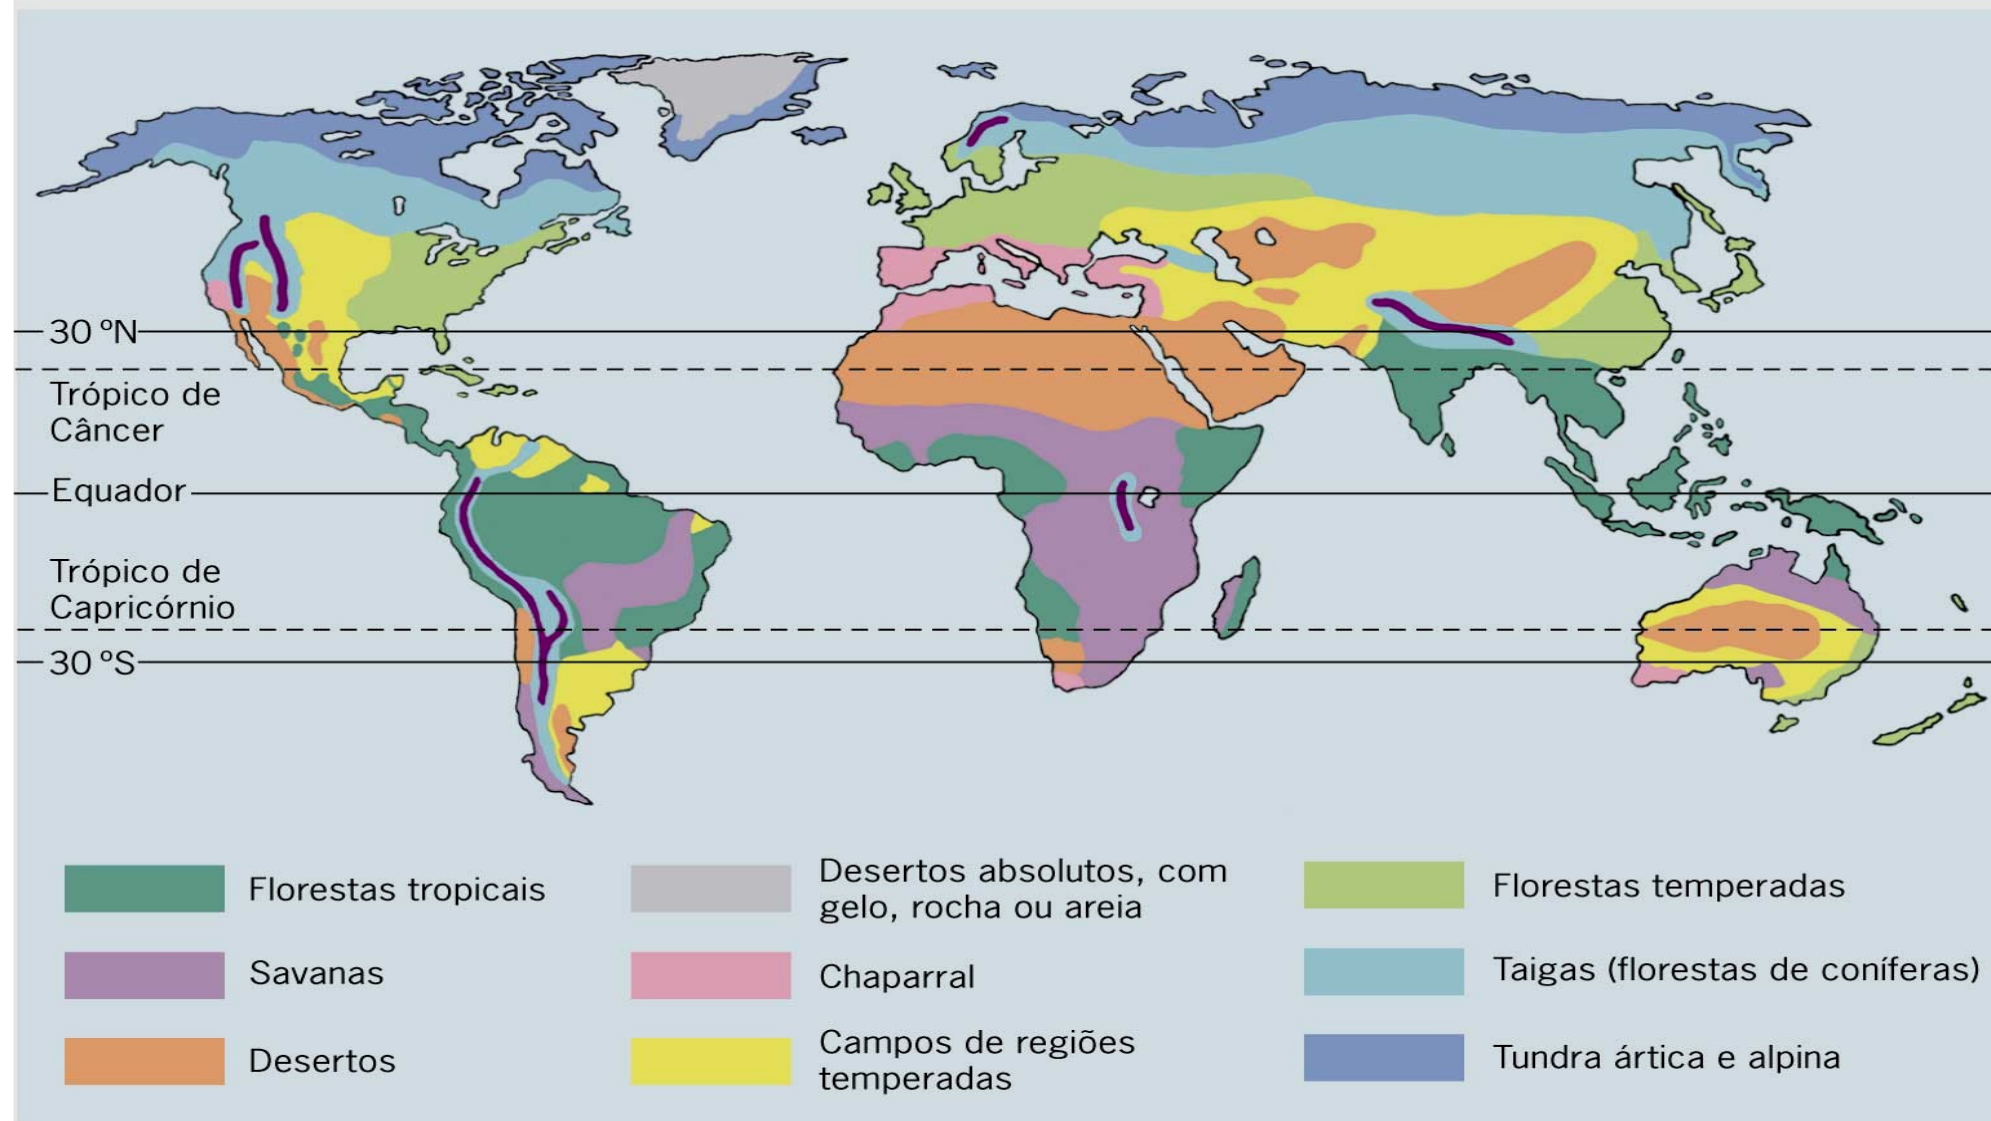 30 ºN
Trópico de
Câncer
Equador
Trópico de
Capricórnio
30 ºS
Florestas tropicais
Savanas
Desertos
Desertos absolutos, com
gelo, rocha ou areia
Chaparral
Campos de regiões
temperadas
Florestas temperadas
Taigas (florestas de coníferas)
Tundra ártica e alpina